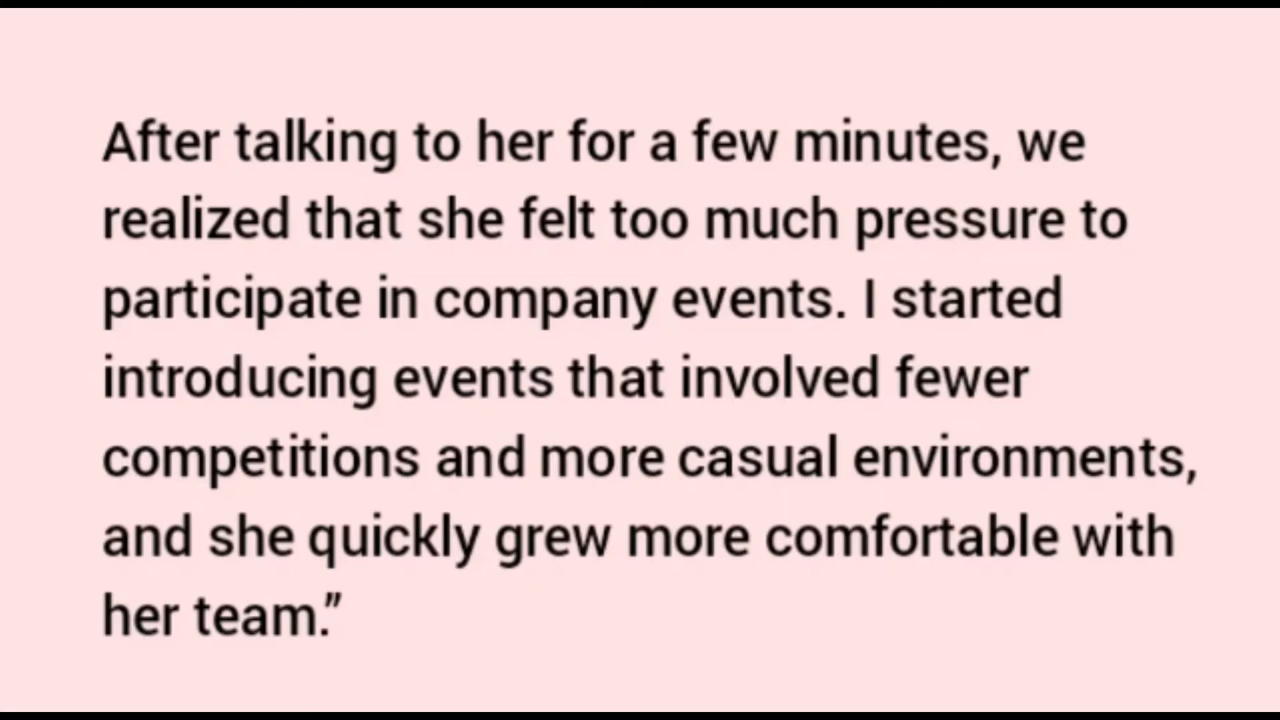 After talking to her for a few minutes, we
realized that she felt too much pressure to
participate in company events. I started
introducing events that involved fewer
competitions and more casual environments,
and she quickly grew more comfortable with
her team.”